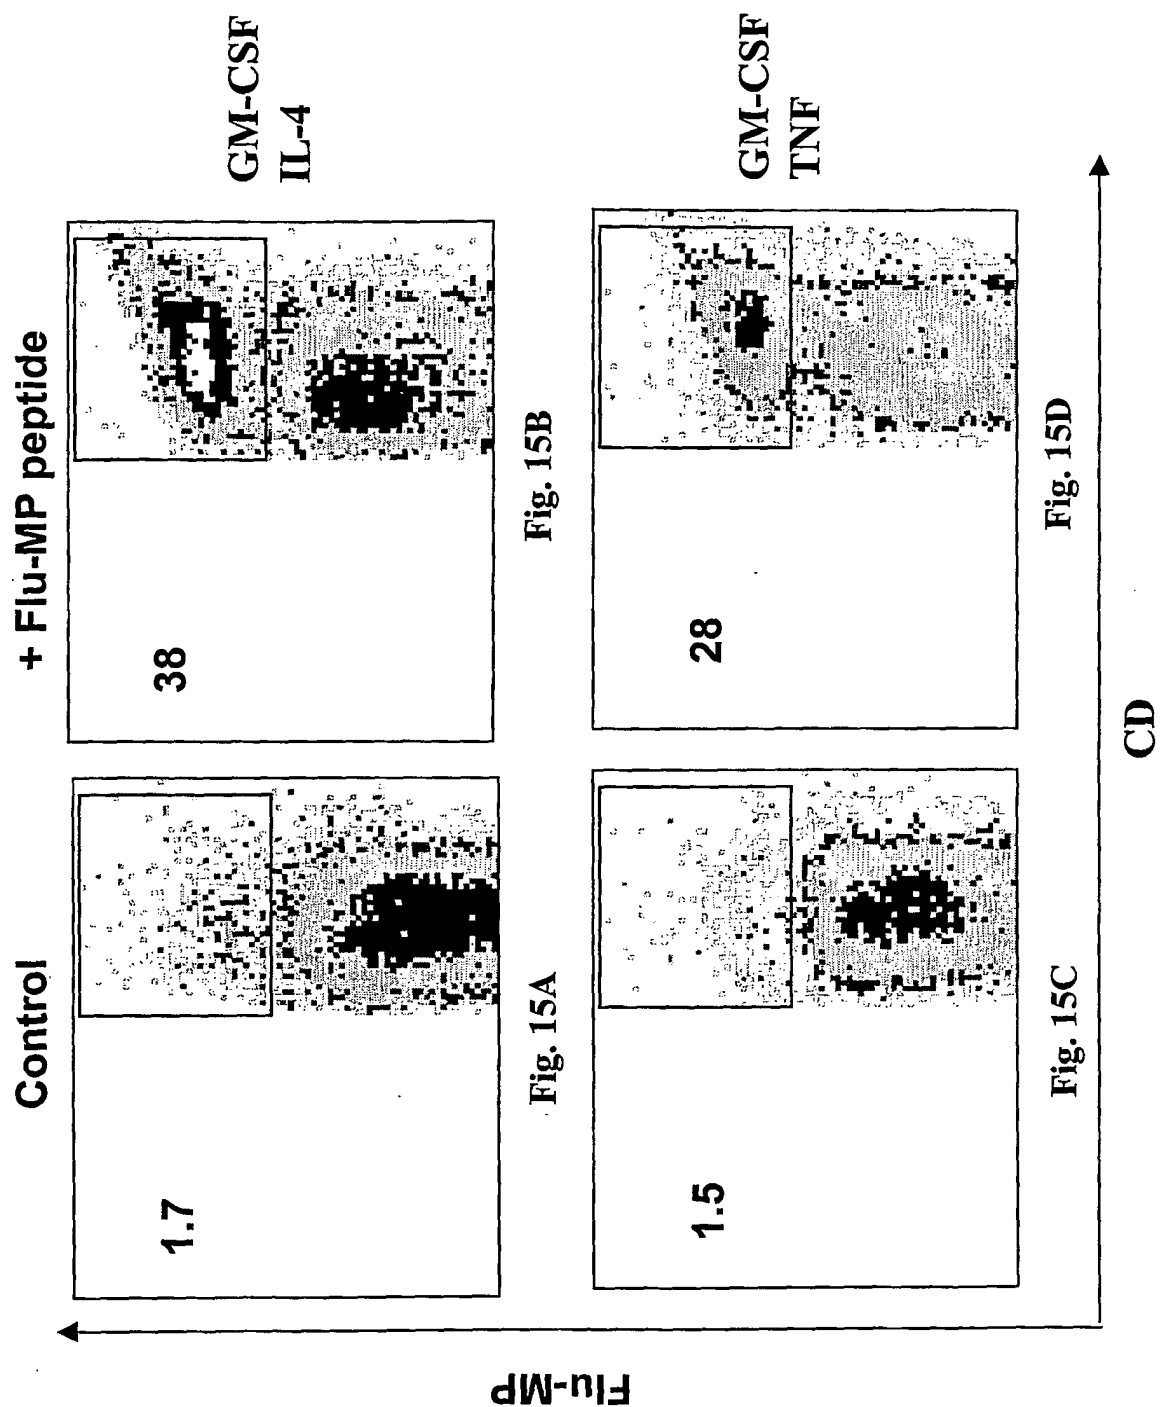 Control
+ Flu-MP peptide
1.7
38
GM-CSF
IL-4
Fig. 15A
Fig. 15B
1.5
28
GM-CSF
TNF
Fig. 15C
Fig. 15D
Flu-MP
CD